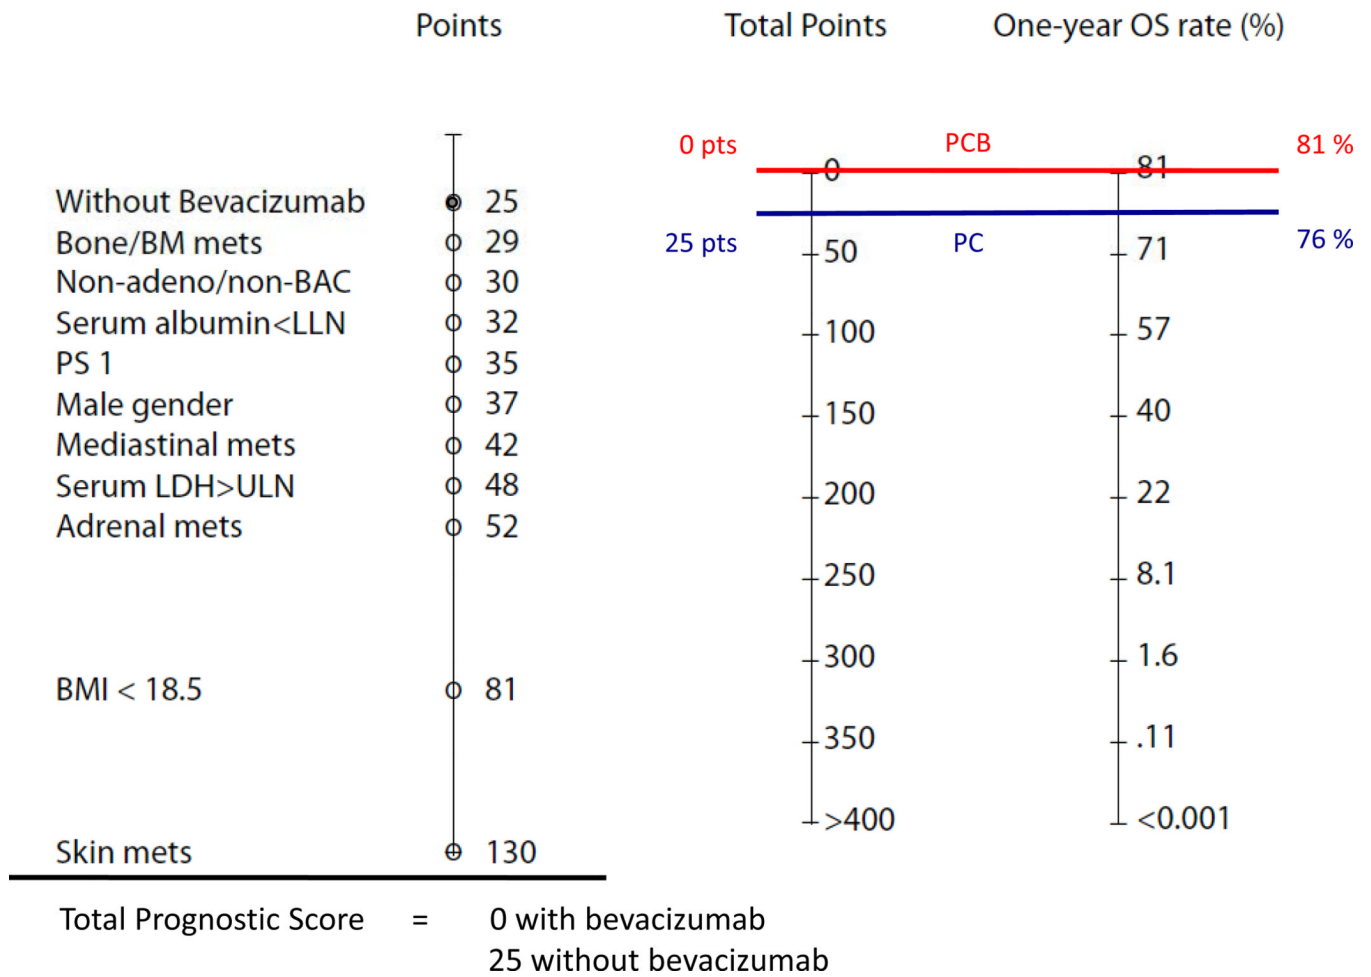 Points Total Points One-year OS rate (%)
0 pts PCB 81 %
0 81
Without Bevacizumab 25
25 pts PC 76 %
Bone/BM mets 29
50 71
Non-adeno/non-BAC 30
Serum albumin<LLN 32
100 57
PS 1 35
Male gender 37
150 40
Mediastinal mets 42
Serum LDH>ULN 48
200 22
Adrenal mets 52
250 8.1
300 1.6
BMI < 18.5 81
350 .11
>400 <0.001
Skin mets 130
Total Prognostic Score = 0 with bevacizumab
25 without bevacizumab